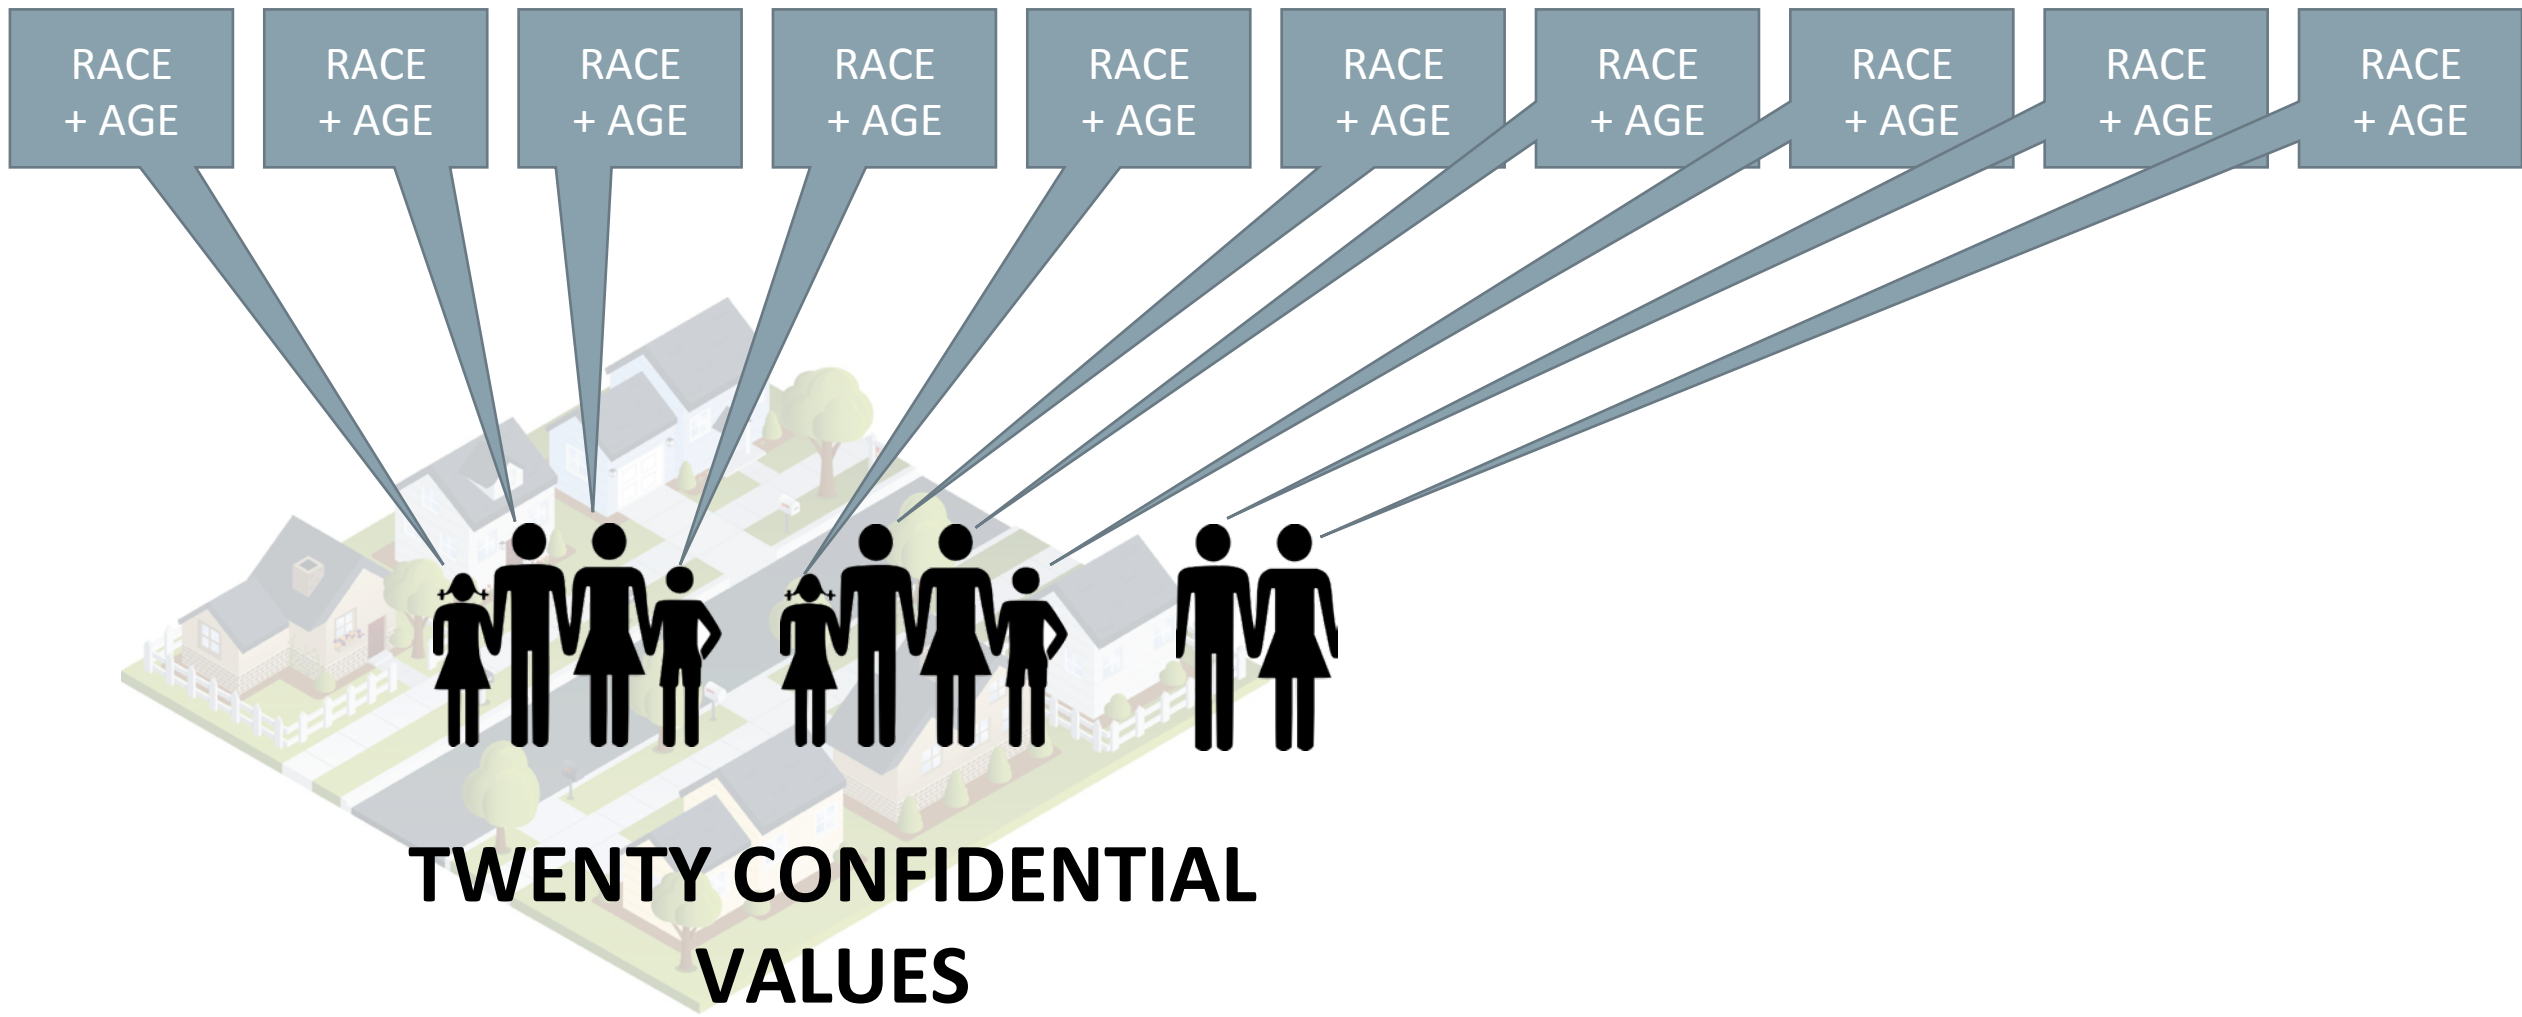 RACE
+ AGE
RACE
+ AGE
RACE
+ AGE
RACE
+ AGE
RACE
+ AGE
RACE
+ AGE
RACE
+ AGE
RACE
+ AGE
RACE
+ AGE
RACE
+ AGE
TWENTY CONFIDENTIAL
VALUES